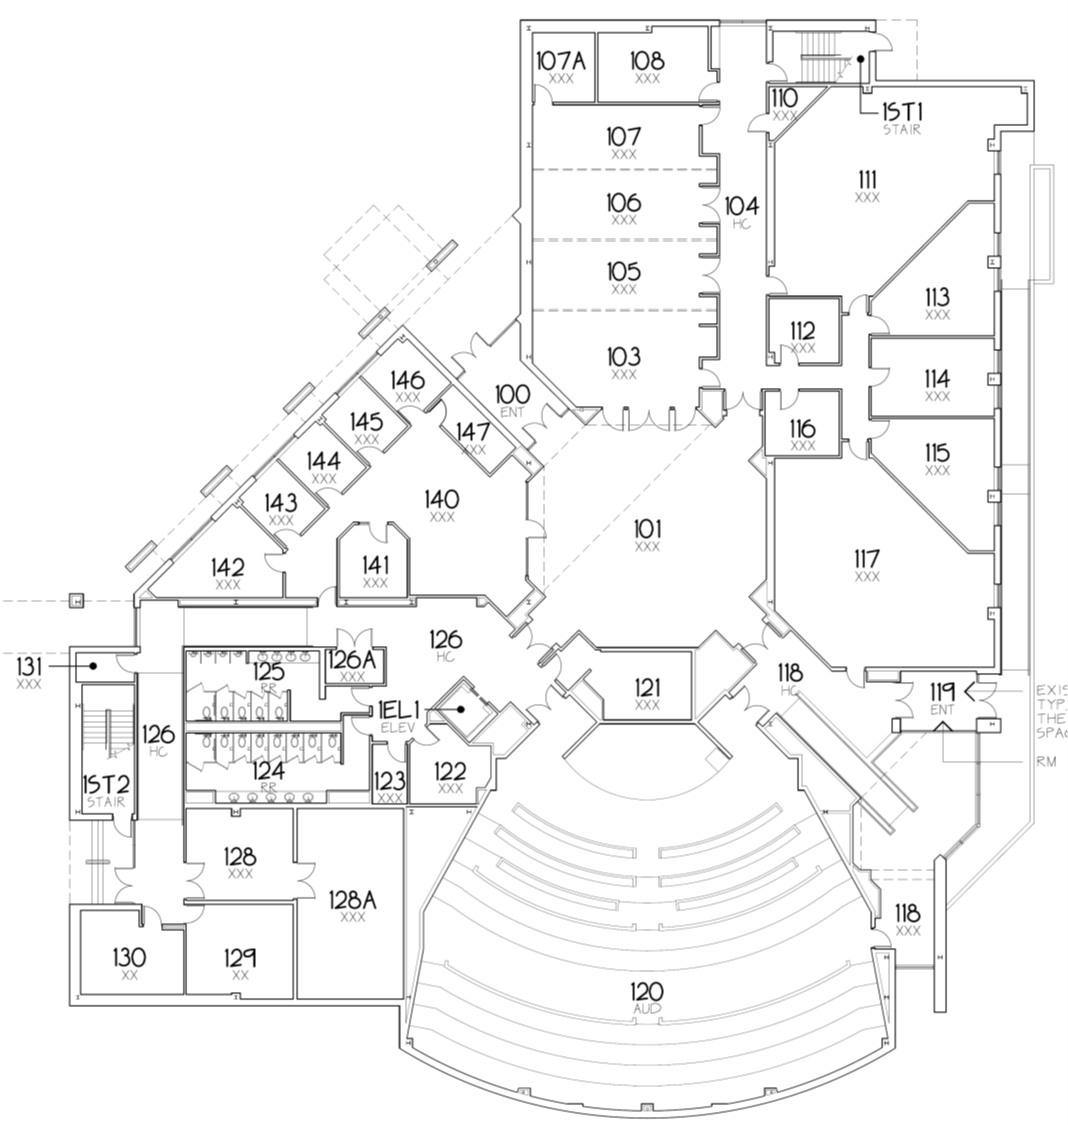 107A
XXX
108
XXX
110
XXX
1ST1
STAIR
107
XXX
111
XXX
106
XXX
104
HC
105
XXX
113
XXX
112
XXX
103
XXX
114
XXX
146
XXX
100
ENT
145
XXX
147
XXX
116
XXX
115
XXX
144
XXX
143
XXX
140
XXX
101
XXX
142
XXX
141
XXX
117
XXX
126
HC
131
XXX
126A
XXX
125
RR
118
HC
121
XXX
119
ENT
EXIS
TYP.
THE
SPAC
1EL1
ELEV
126
HC
RM
124
RR
122
XXX
123
XXX
1ST2
STAIR
128
XXX
128A
XXX
118
XXX
130
XX
129
XX
120
AUD